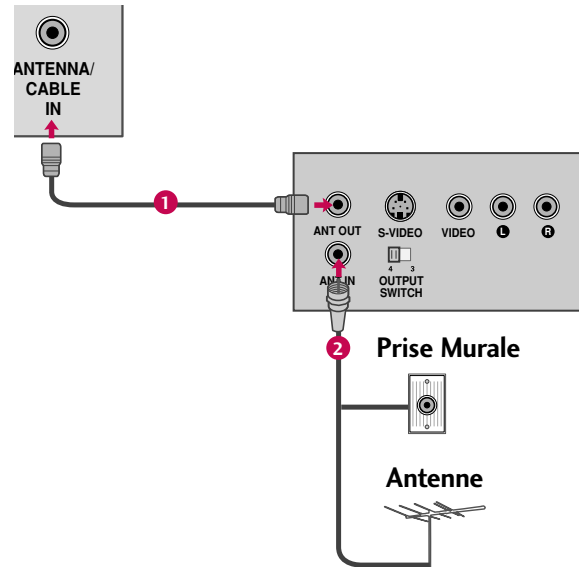 ANTENNA/
CABLE
IN
1
ANT OUT
S-VIDEO
VIDEO
L
R
ANT IN
4 3
OUTPUT
SWITCH
2
Prise Murale
Antenne